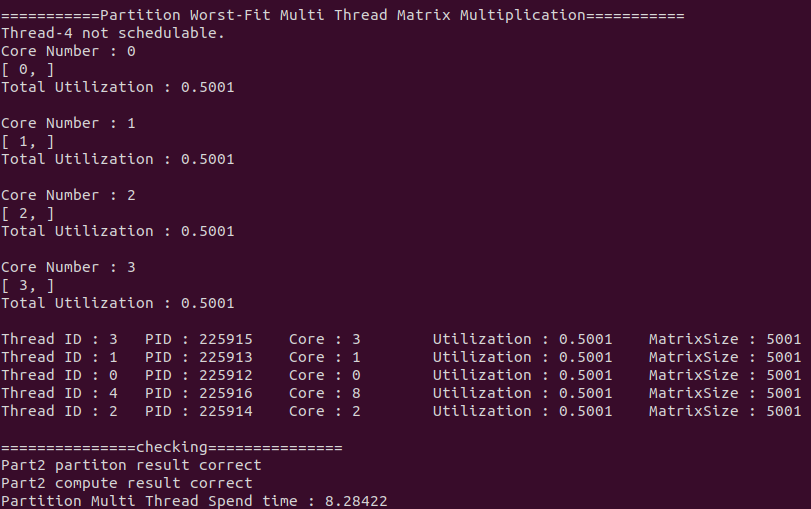 ===========Partition Worst-Fit Multi Thread Matrix Multiplication===========
Thread-4 not schedulable.
Core Number : 0
[ 0, ]
Total Utilization : 0.5001
Core Number : 1
[ 1, ]
Total Utilization : 0.5001
Core Number : 2
[ 2, ]
Total Utilization : 0.5001
Core Number : 3
[ 3, ]
Total Utilization : 0.5001
Thread ID : 3   PID : 225915    Core : 3        Utilization : 0.5001    MatrixSize : 5001
Thread ID : 1   PID : 225913    Core : 1        Utilization : 0.5001    MatrixSize : 5001
Thread ID : 0   PID : 225912    Core : 0        Utilization : 0.5001    MatrixSize : 5001
Thread ID : 4   PID : 225916    Core : 8        Utilization : 0.5001    MatrixSize : 5001
Thread ID : 2   PID : 225914    Core : 2        Utilization : 0.5001    MatrixSize : 5001
===============checking===============
Part2 partiton result correct
Part2 compute result correct
Partition Multi Thread Spend time : 8.28422